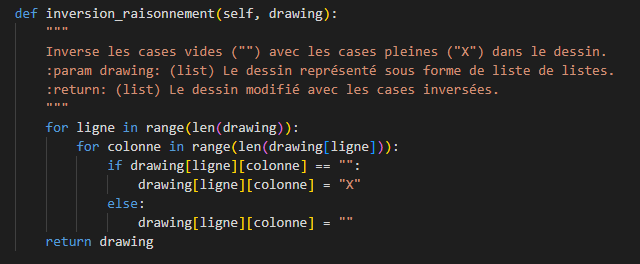 def inversion_raisonnement(self, drawing):
    """
    Inverse les cases vides ("") avec les cases pleines ("X") dans le dessin.
    :param drawing: (list) Le dessin représenté sous forme de liste de listes.
    :return: (list) Le dessin modifié avec les cases inversées.
    """
    for ligne in range(len(drawing)):
        for colonne in range(len(drawing[ligne])):
            if drawing[ligne][colonne] == "":
                drawing[ligne][colonne] = "X"
            else:
                drawing[ligne][colonne] = ""
    return drawing